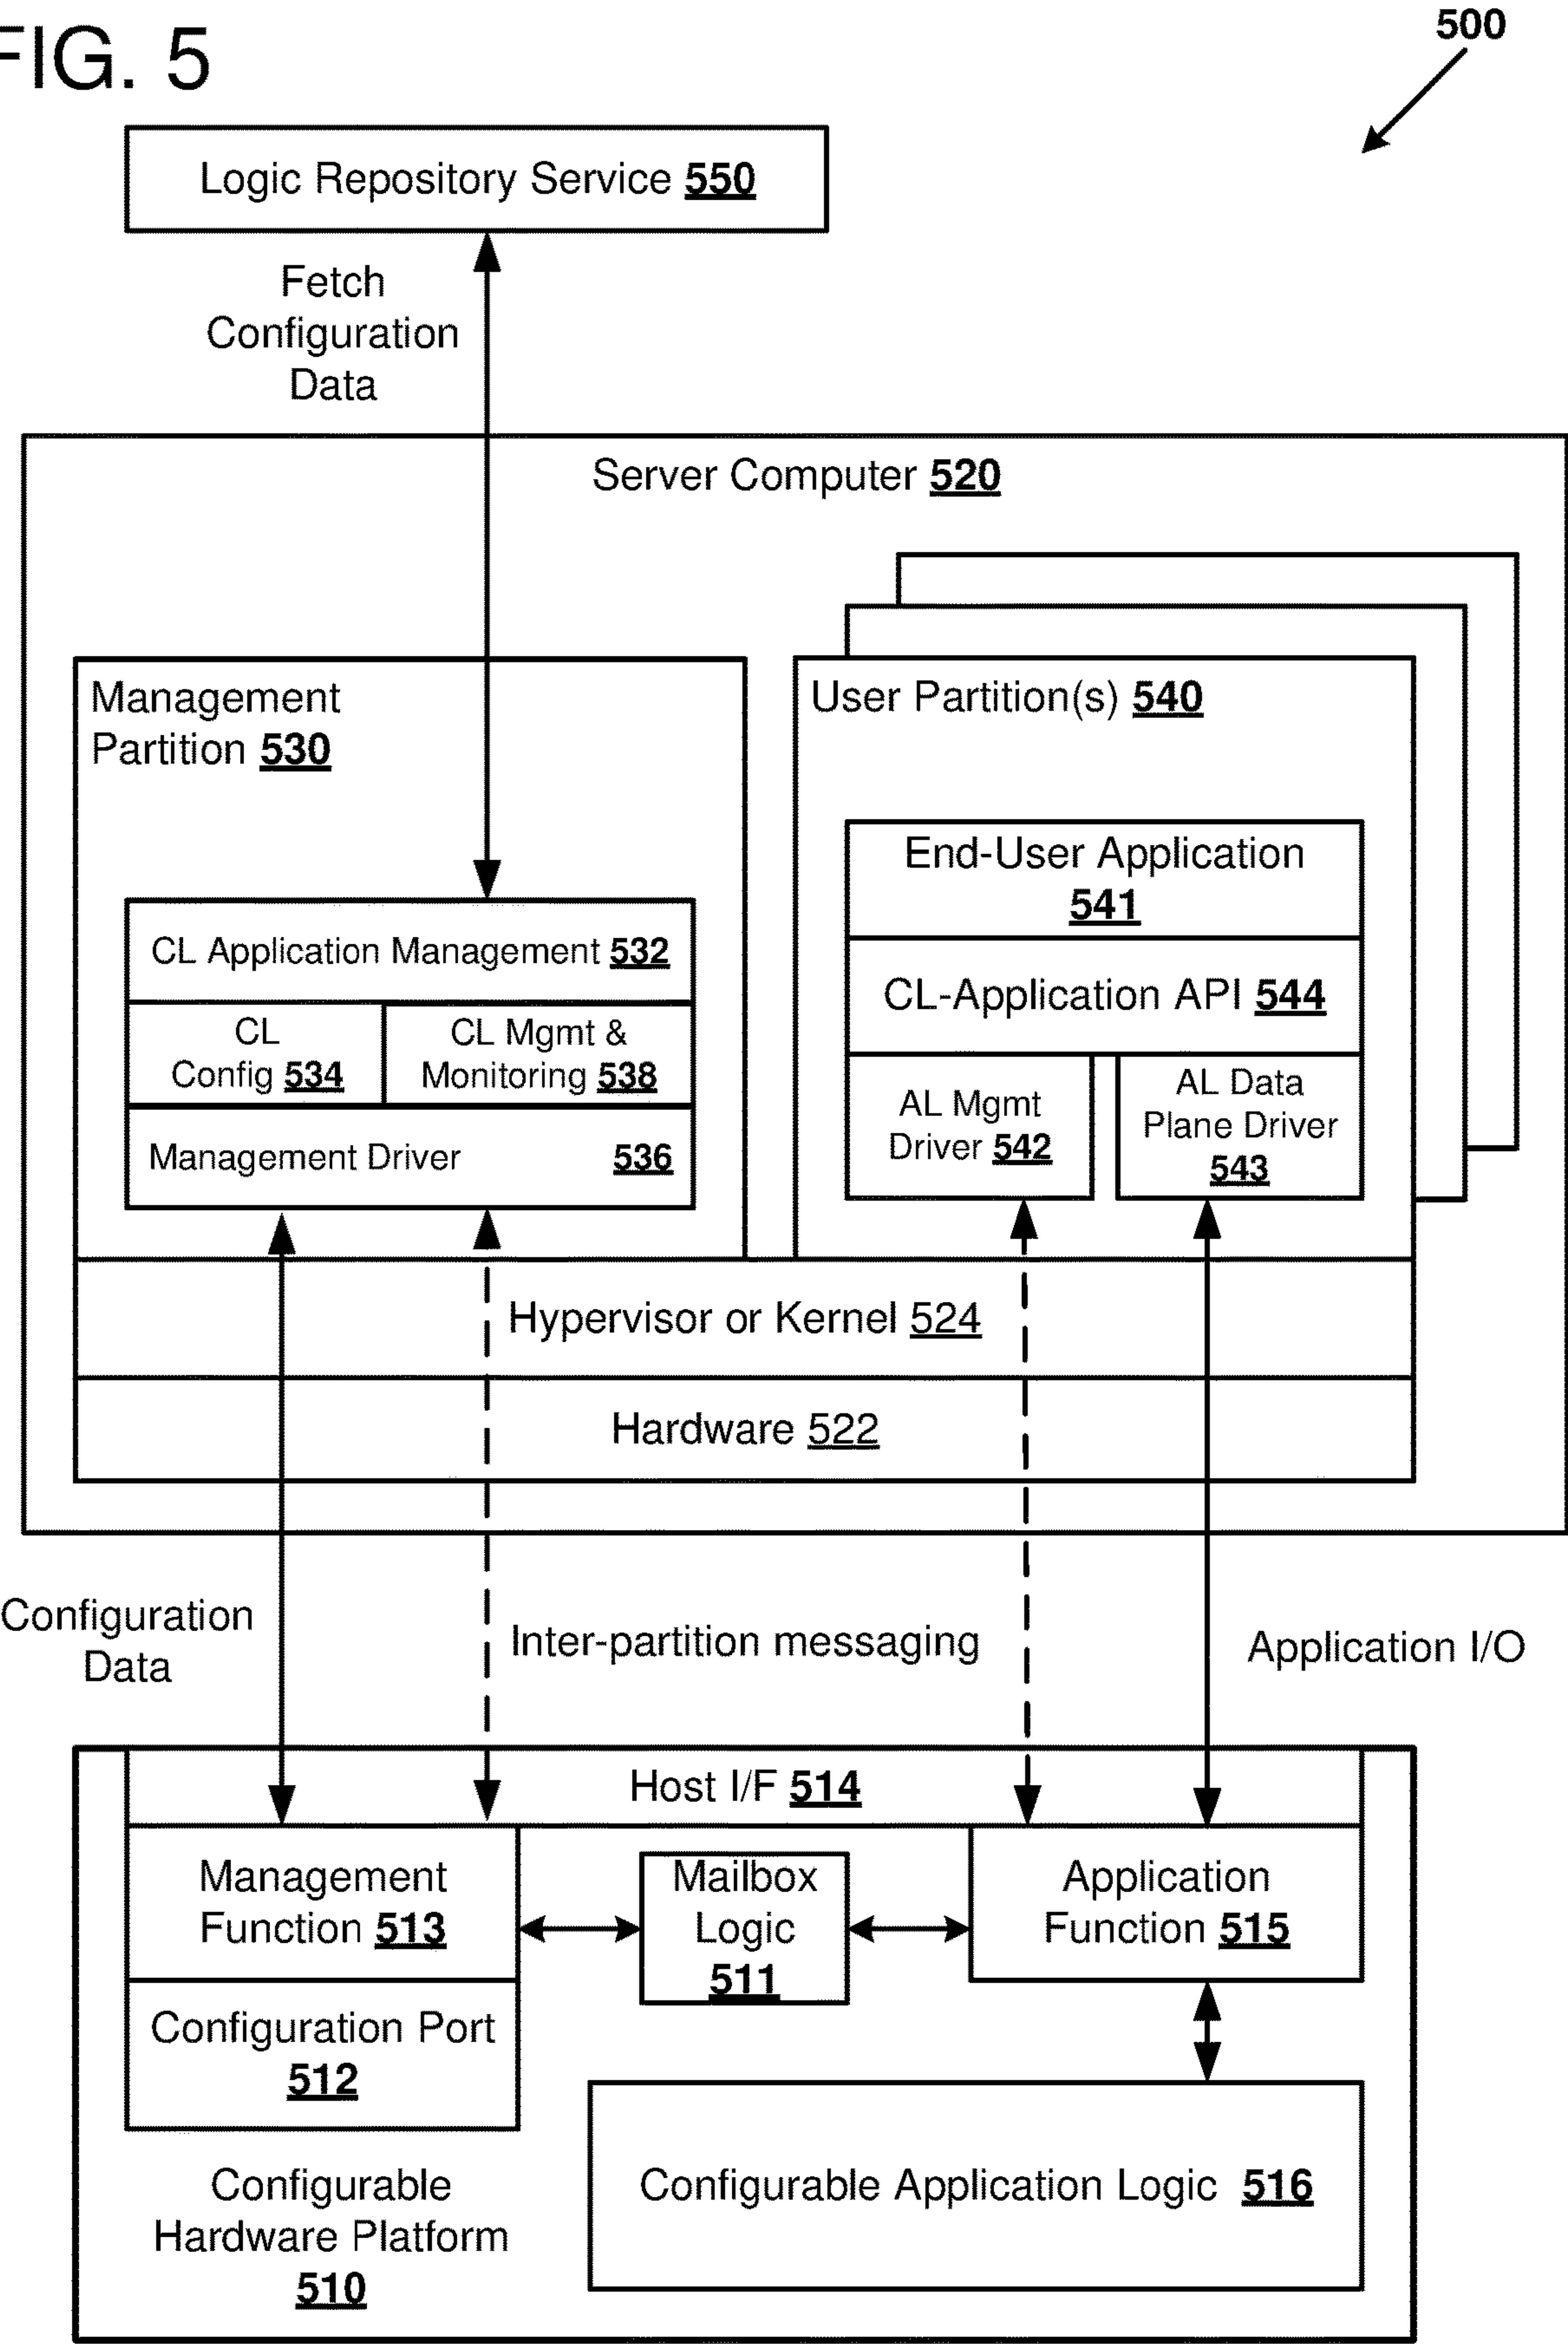 FIG. 5
500
Logic Repository Service 550
Fetch
Configuration
Data
Server Computer 520
Management
Partition 530
User Partition(s) 540
End-User Application
541
CL Application Management 532
CL-Application API 544
CL
Config 534
CL Mgmt &
Monitoring 538
AL Mgmt
Driver 542
AL Data
Plane Driver
543
Management Driver 536
Hypervisor or Kernel 524
Hardware 522
Configuration
Data
Inter-partition messaging
Application I/O
Host I/F 514
Management
Function 513
Mailbox
Logic
511
Application
Function 515
Configuration Port
512
Configurable Application Logic 516
Configurable
Hardware Platform
510